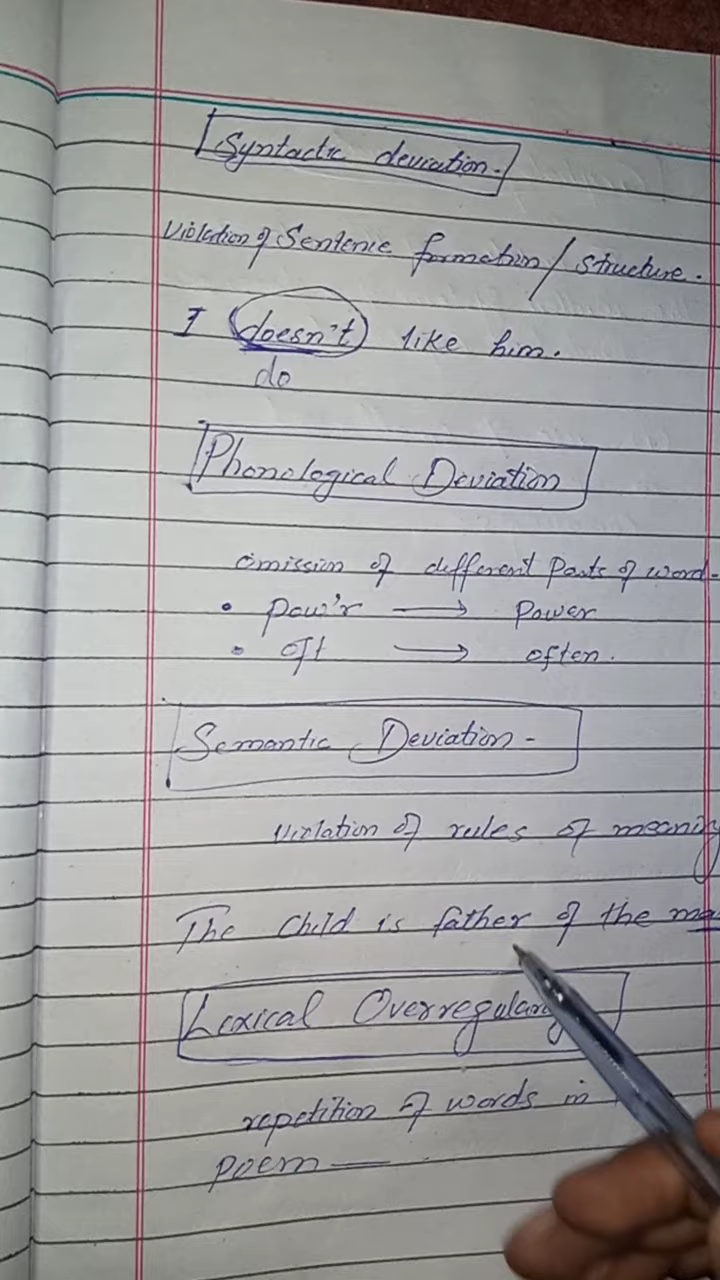 Syntactic deviation.
Violation of Sentence formation / structure.
I doesn't like him.
do
Phonological Deviation
omission of different parts of word.
• pow'r → power
• oft → often.
Semantic Deviation -
violation of rules of meaning
The child is father of the
Lexical Overregularity
repetition of words in
poem —